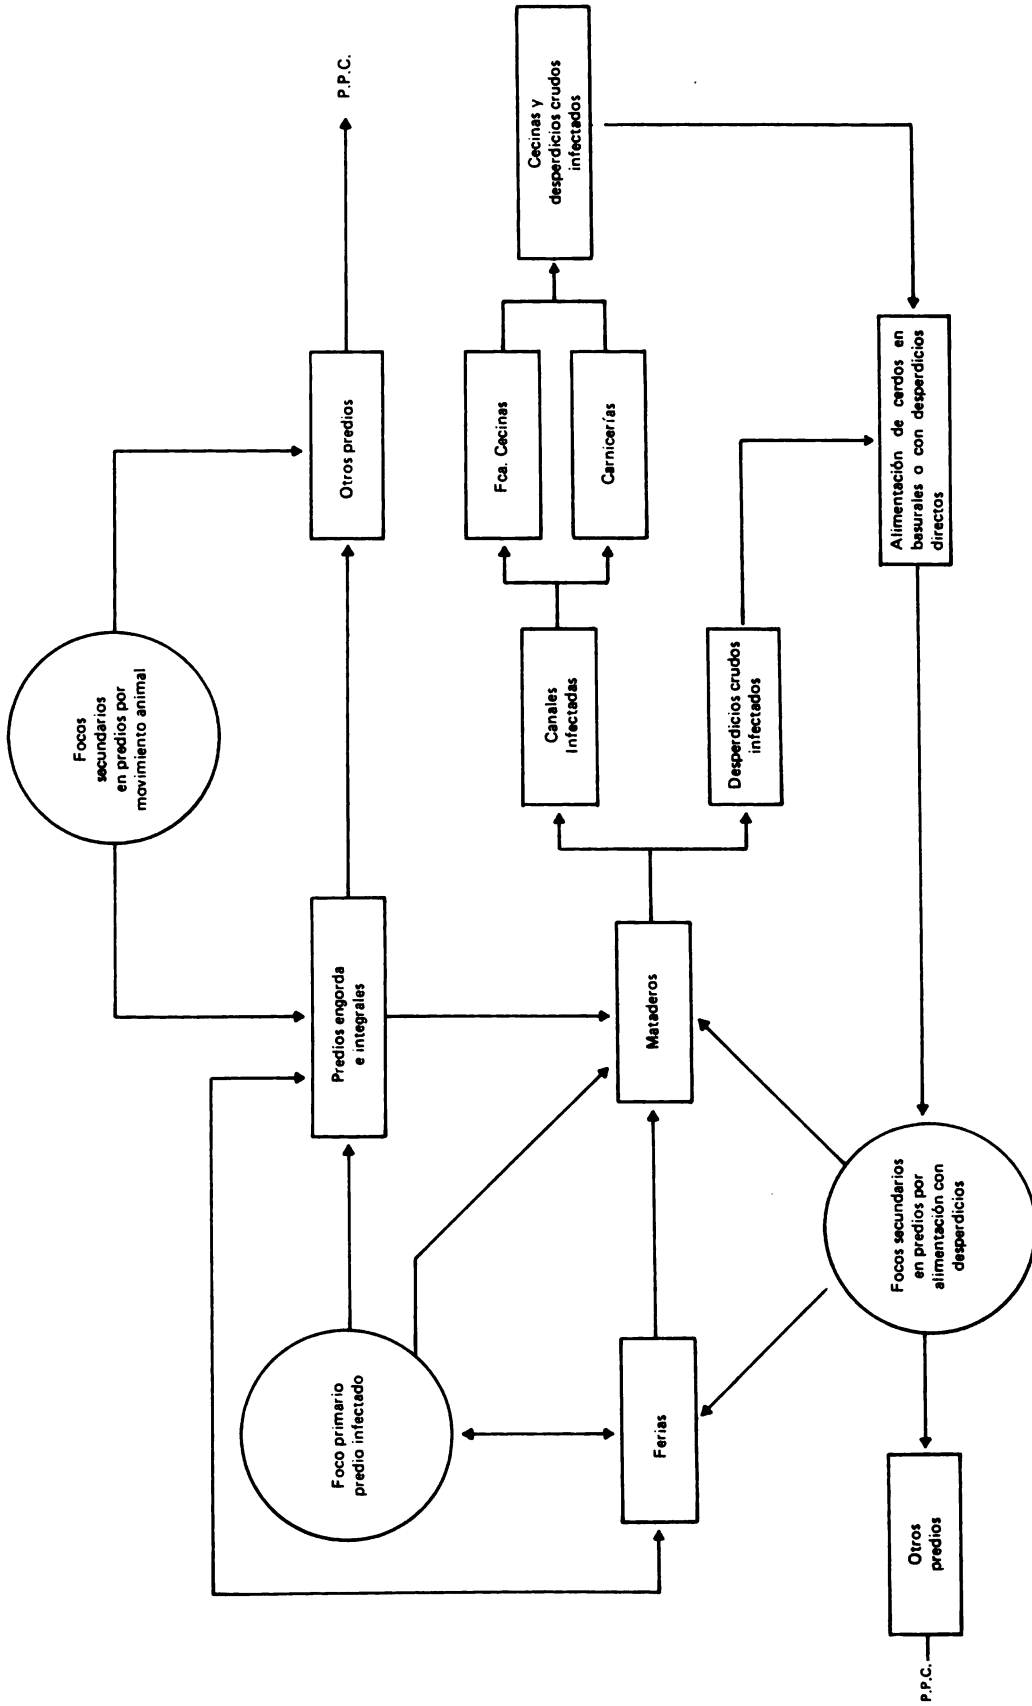 Focos
secundarios
en predios por
movimiento animal
Foco primario
predio infectado
Predios engorda
e integrales
Otros predios
P.P.C.
Fca. Cecinas
Cecinas y
desperdicios crudos
infectados
Canales
Infectadas
Carnicerías
Ferias
Mataderos
Desperdicios crudos
infectados
P.P.C.
Otros
predios
Focos secundarios
en predios por
alimentación con
desperdicios
Alimentación de cerdos en
basurales o con desperdicios
directos